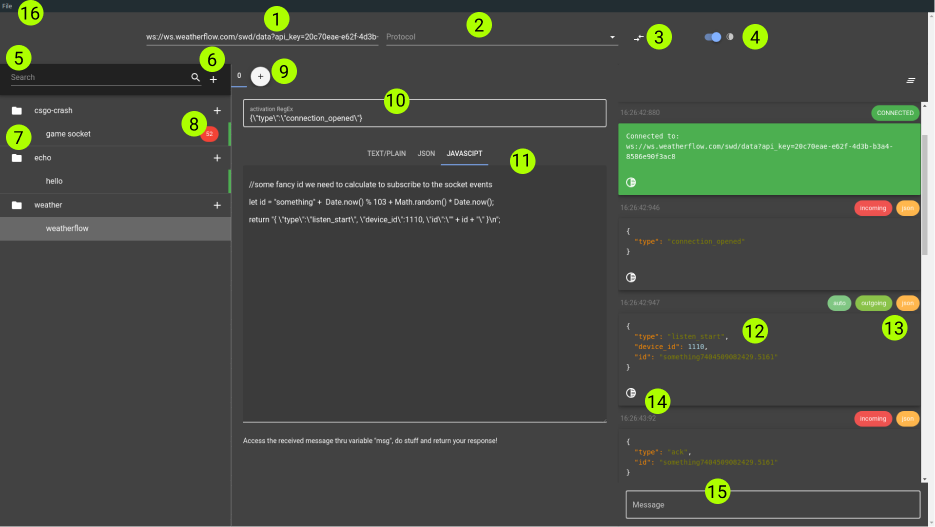 File
16
1
2
ws://ws.weatherflow.com/swd/data?api_key=20c70eae-e62f-4d3b-
Protocol
3
4
5
6
Search
+
0
+
9
csgo-crash
+
8
7
game socket
52
echo
+
hello
weather
+
weatherflow
10
activation RegEx
{\"type\":\"connection_opened\"}
TEXT/PLAIN
JSON
JAVASCIPT
11
//some fancy id we need to calculate to subscribe to the socket events
let id = "something" + Date.now() % 103 + Math.random() * Date.now();
return "{ \"type\":\"listen_start\", \"device_id\":1110, \"id\":\"" + id + "\" }\n";
Access the received message thru variable "msg", do stuff and return your response!
16:26:42:880
CONNECTED
Connected to:
ws://ws.weatherflow.com/swd/data?api_key=20c70eae-e62f-4d3b-b3a4-
8586e90f3ac8
16:26:42:946
incoming
json
{
"type": "connection_opened"
}
16:26:42:947
auto
outgoing
json
12
13
{
"type": "listen_start",
"device_id": 1110,
"id": "something7404509082429.5161"
}
14
16:26:42:92
incoming
json
{
"type": "ack",
"id": "something7404509082429.5161"
}
15
Message